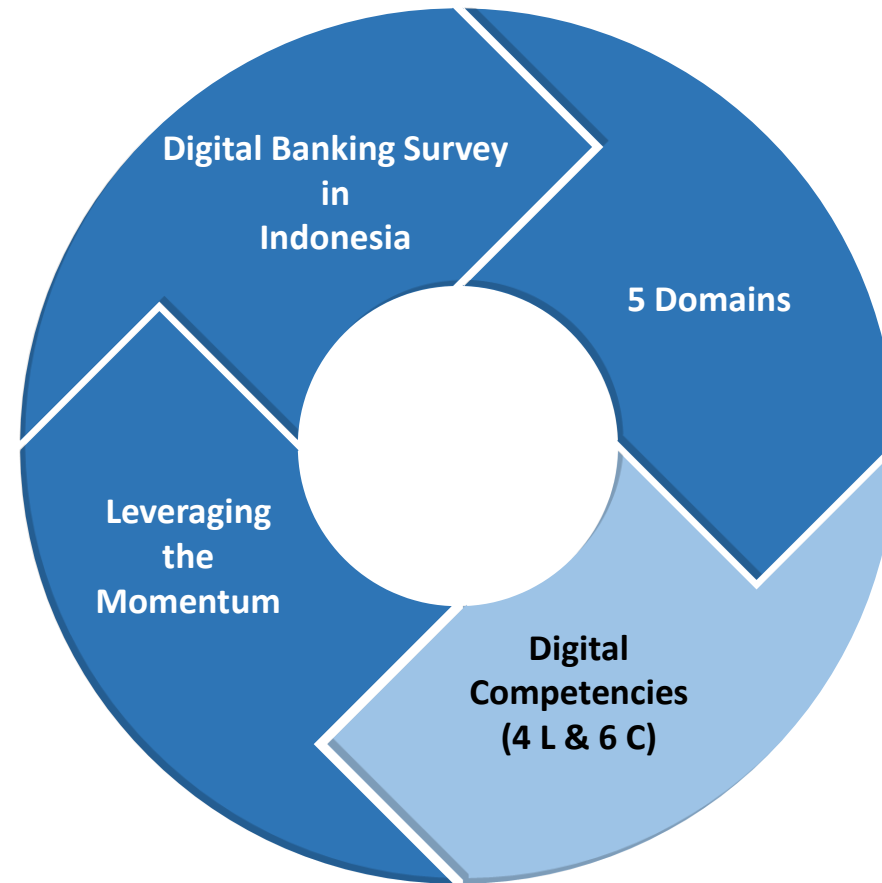 Digital Banking Survey
in
Indonesia
5 Domains
Digital
Competencies
(4 L & 6 C)
Leveraging
the
Momentum